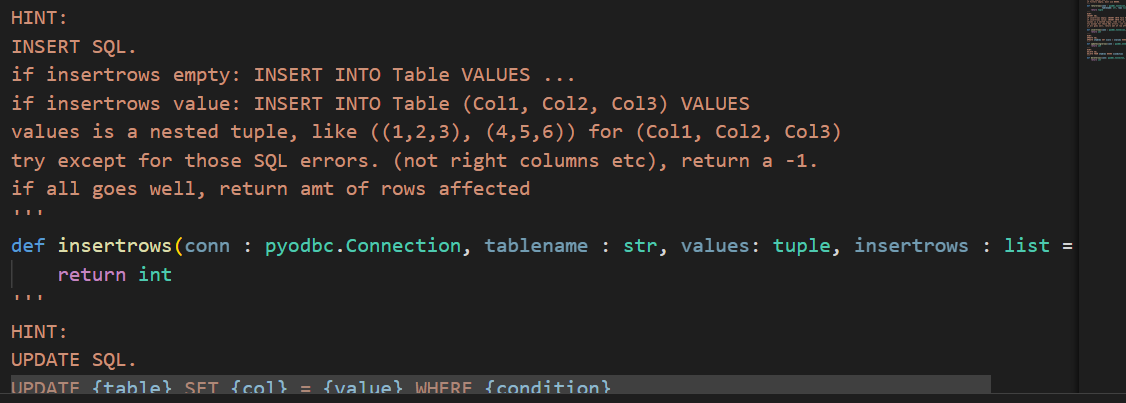 HINT:
INSERT SQL.
if insertrows empty: INSERT INTO Table VALUES ...
if insertrows value: INSERT INTO Table (Col1, Col2, Col3) VALUES
values is a nested tuple, like ((1,2,3), (4,5,6)) for (Col1, Col2, Col3)
try except for those SQL errors. (not right columns etc), return a -1.
if all goes well, return amt of rows affected
'''
def insertrows(conn : pyodbc.Connection, tablename : str, values: tuple, insertrows : list =
return int
'''
HINT:
UPDATE SQL.
UPDATE {table} SET {col} = {value} WHERE {condition}